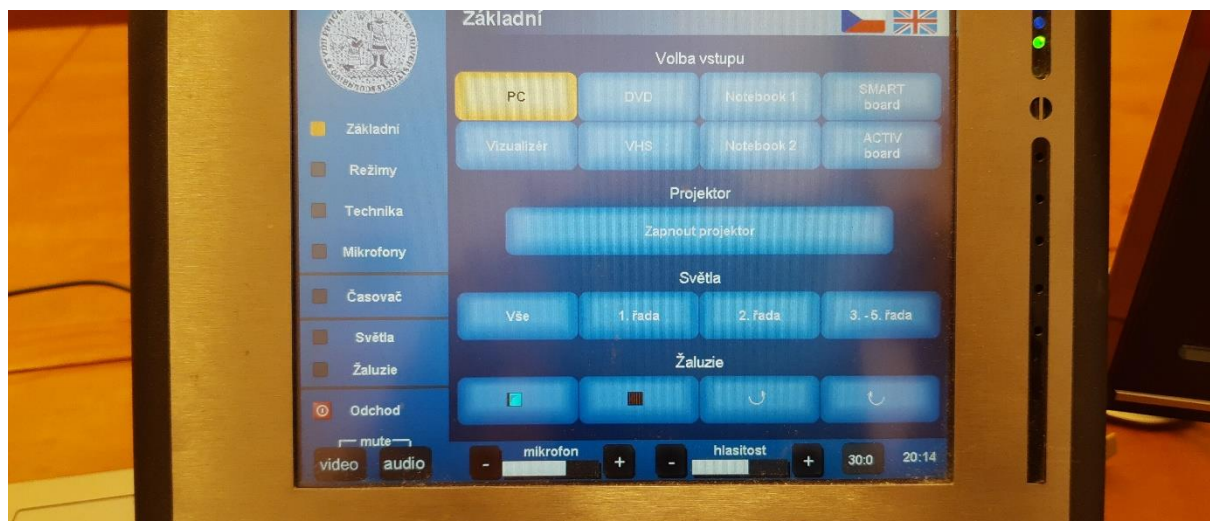 Základní
Volba vstupu
PC
DVD
Notebook 1
SMART
board
Vizualizér
VHS
Notebook 2
ACTIV
board
Projektor
Zapnout projektor
Světla
Vše
1. řada
2. řada
3. -5. řada
Žaluzie
Základní
Režimy
Technika
Mikrofony
Časovač
Světla
Žaluzie
Odchod
mute
video
audio
- mikrofon +
- hlasitost +
30:0
20:14